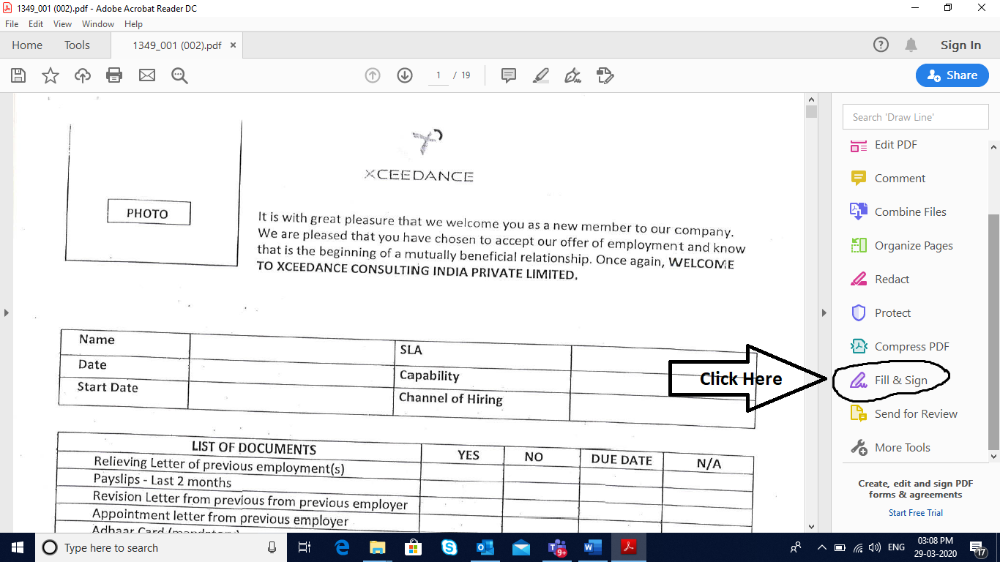 1349_001 (002).pdf - Adobe Acrobat Reader DC
File Edit View Window Help
Home Tools 1349_001 (002).pdf × Sign In
1 / 19
Share
Search 'Draw Line'
Edit PDF
Comment
Combine Files
Organize Pages
Redact
Protect
Compress PDF
Fill & Sign
Send for Review
More Tools
Create, edit and sign PDF
forms & agreements
Start Free Trial
XCEEDANCE
PHOTO
It is with great pleasure that we welcome you as a new member to our company.
We are pleased that you have chosen to accept our offer of employment and know
that is the beginning of a mutually beneficial relationship. Once again, WELCOME
TO XCEEDANCE CONSULTING INDIA PRIVATE LIMITED.
Name SLA
Date Capability
Start Date Channel of Hiring
Click Here
LIST OF DOCUMENTS YES NO DUE DATE N/A
Relieving Letter of previous employment(s)
Payslips - Last 2 months
Revision Letter from previous from previous employer
Appointment letter from previous employer
Adhaar Card (mandatory)
Type here to search
9+
ENG
03:08 PM
29-03-2020
17